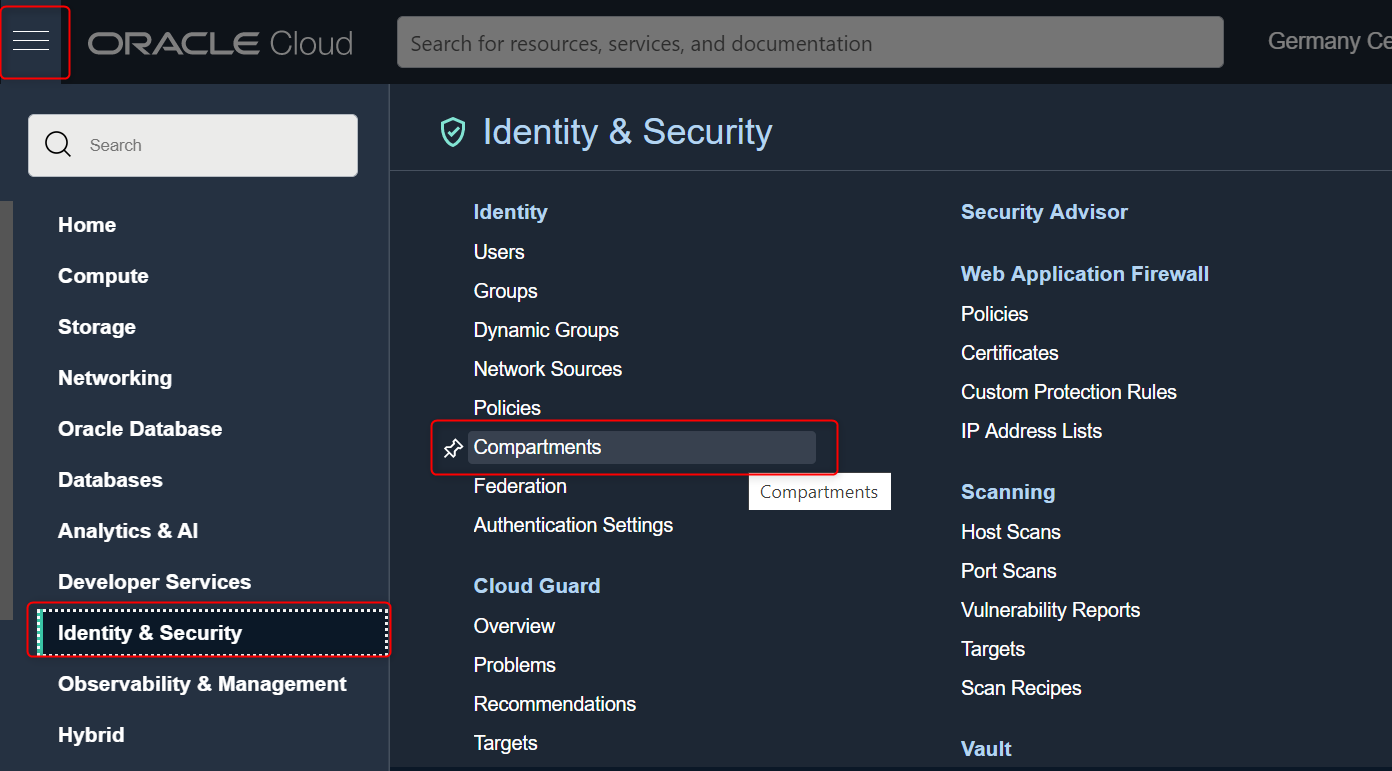 ORACLE Cloud
Search for resources, services, and documentation
Germany Ce
Search
Home
Compute
Storage
Networking
Oracle Database
Databases
Analytics & AI
Developer Services
Identity & Security
Observability & Management
Hybrid
Identity & Security
Identity
Users
Groups
Dynamic Groups
Network Sources
Policies
Compartments
Compartments
Federation
Authentication Settings
Cloud Guard
Overview
Problems
Recommendations
Targets
Security Advisor
Web Application Firewall
Policies
Certificates
Custom Protection Rules
IP Address Lists
Scanning
Host Scans
Port Scans
Vulnerability Reports
Targets
Scan Recipes
Vault